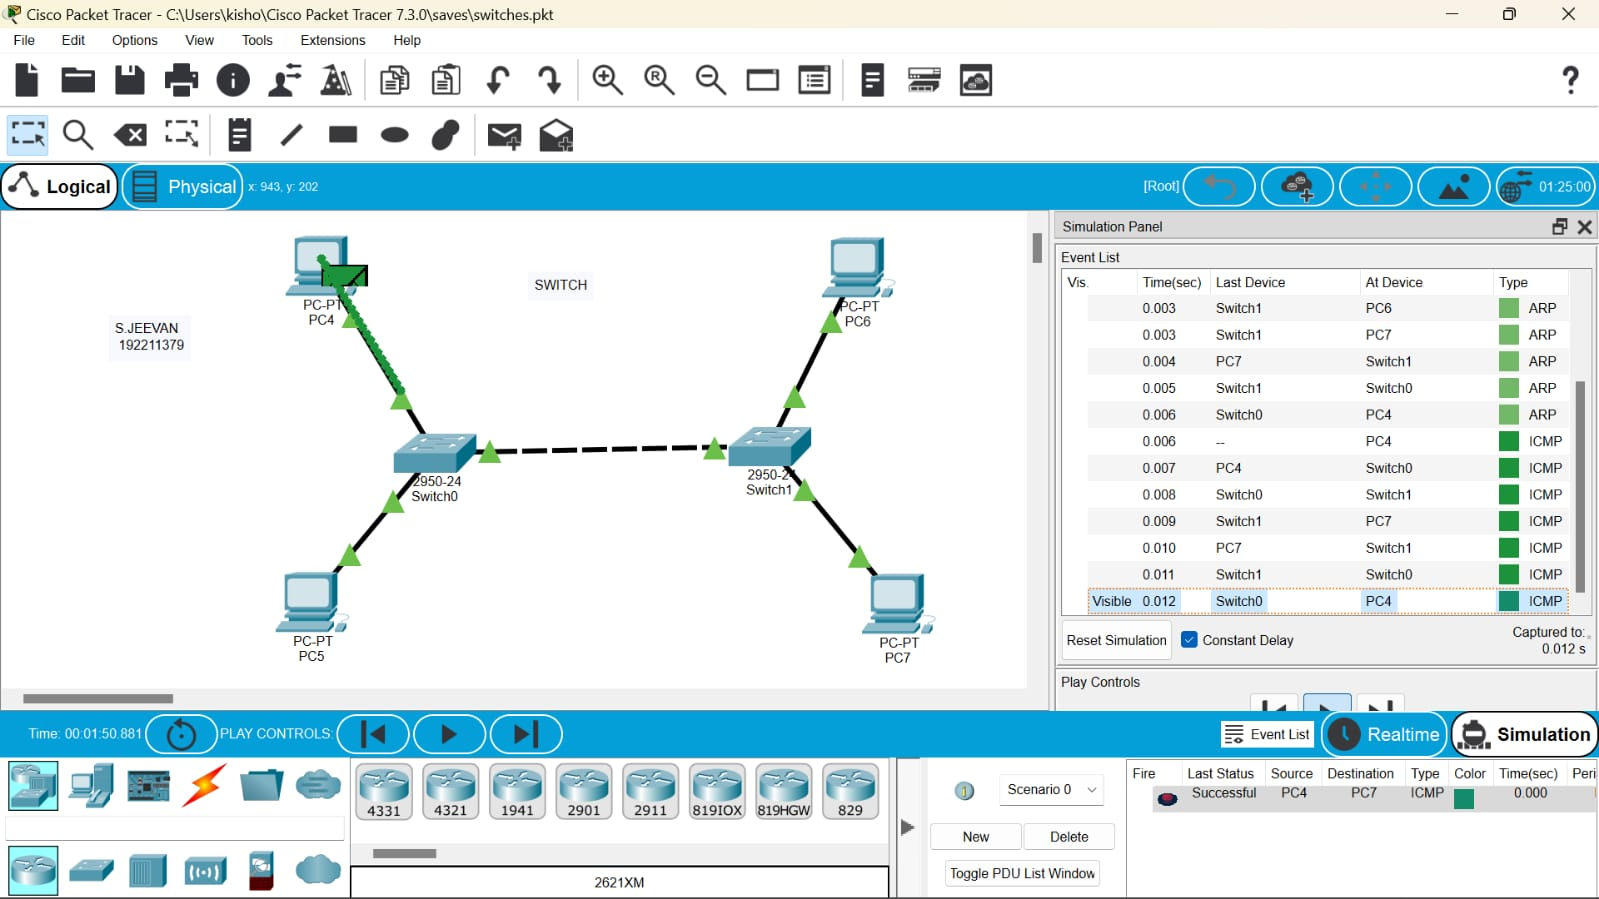 Cisco Packet Tracer - C:\Users\kisho\Cisco Packet Tracer 7.3.0\saves\switches.pkt
File Edit Options View Tools Extensions Help
Logical Physical x: 943, y: 202 [Root] 01:25:00
Simulation Panel
Event List
Vis. Time(sec) Last Device At Device Type
0.003 Switch1 PC6 ARP
0.003 Switch1 PC7 ARP
0.004 PC7 Switch1 ARP
0.005 Switch1 Switch0 ARP
0.006 Switch0 PC4 ARP
0.006 -- PC4 ICMP
0.007 PC4 Switch0 ICMP
0.008 Switch0 Switch1 ICMP
0.009 Switch1 PC7 ICMP
0.010 PC7 Switch1 ICMP
0.011 Switch1 Switch0 ICMP
Visible 0.012 Switch0 PC4 ICMP
Reset Simulation Constant Delay Captured to:
0.012 s
Play Controls
SWITCH
S.JEEVAN
192211379
PC-PT
PC4
PC-PT
PC6
2950-24
Switch0
2950-24
Switch1
PC-PT
PC5
PC-PT
PC7
Time: 00:01:50.881 PLAY CONTROLS: Event List Realtime Simulation
4331 4321 1941 2901 2911 819IOX 819HGW 829
2621XM
Scenario 0
New Delete
Toggle PDU List Window
Fire Last Status Source Destination Type Color Time(sec) Peri
Successful PC4 PC7 ICMP 0.000